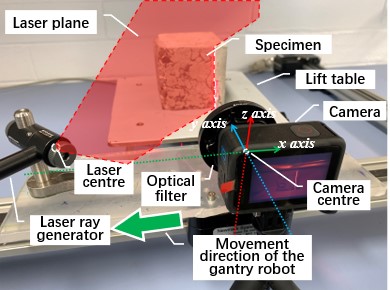 Laser plane
Specimen
Lift table
Camera
z axis
y axis
x axis
Laser
centre
Optical
filter
Camera
centre
Laser ray
generator
Movement
direction of the
gantry robot